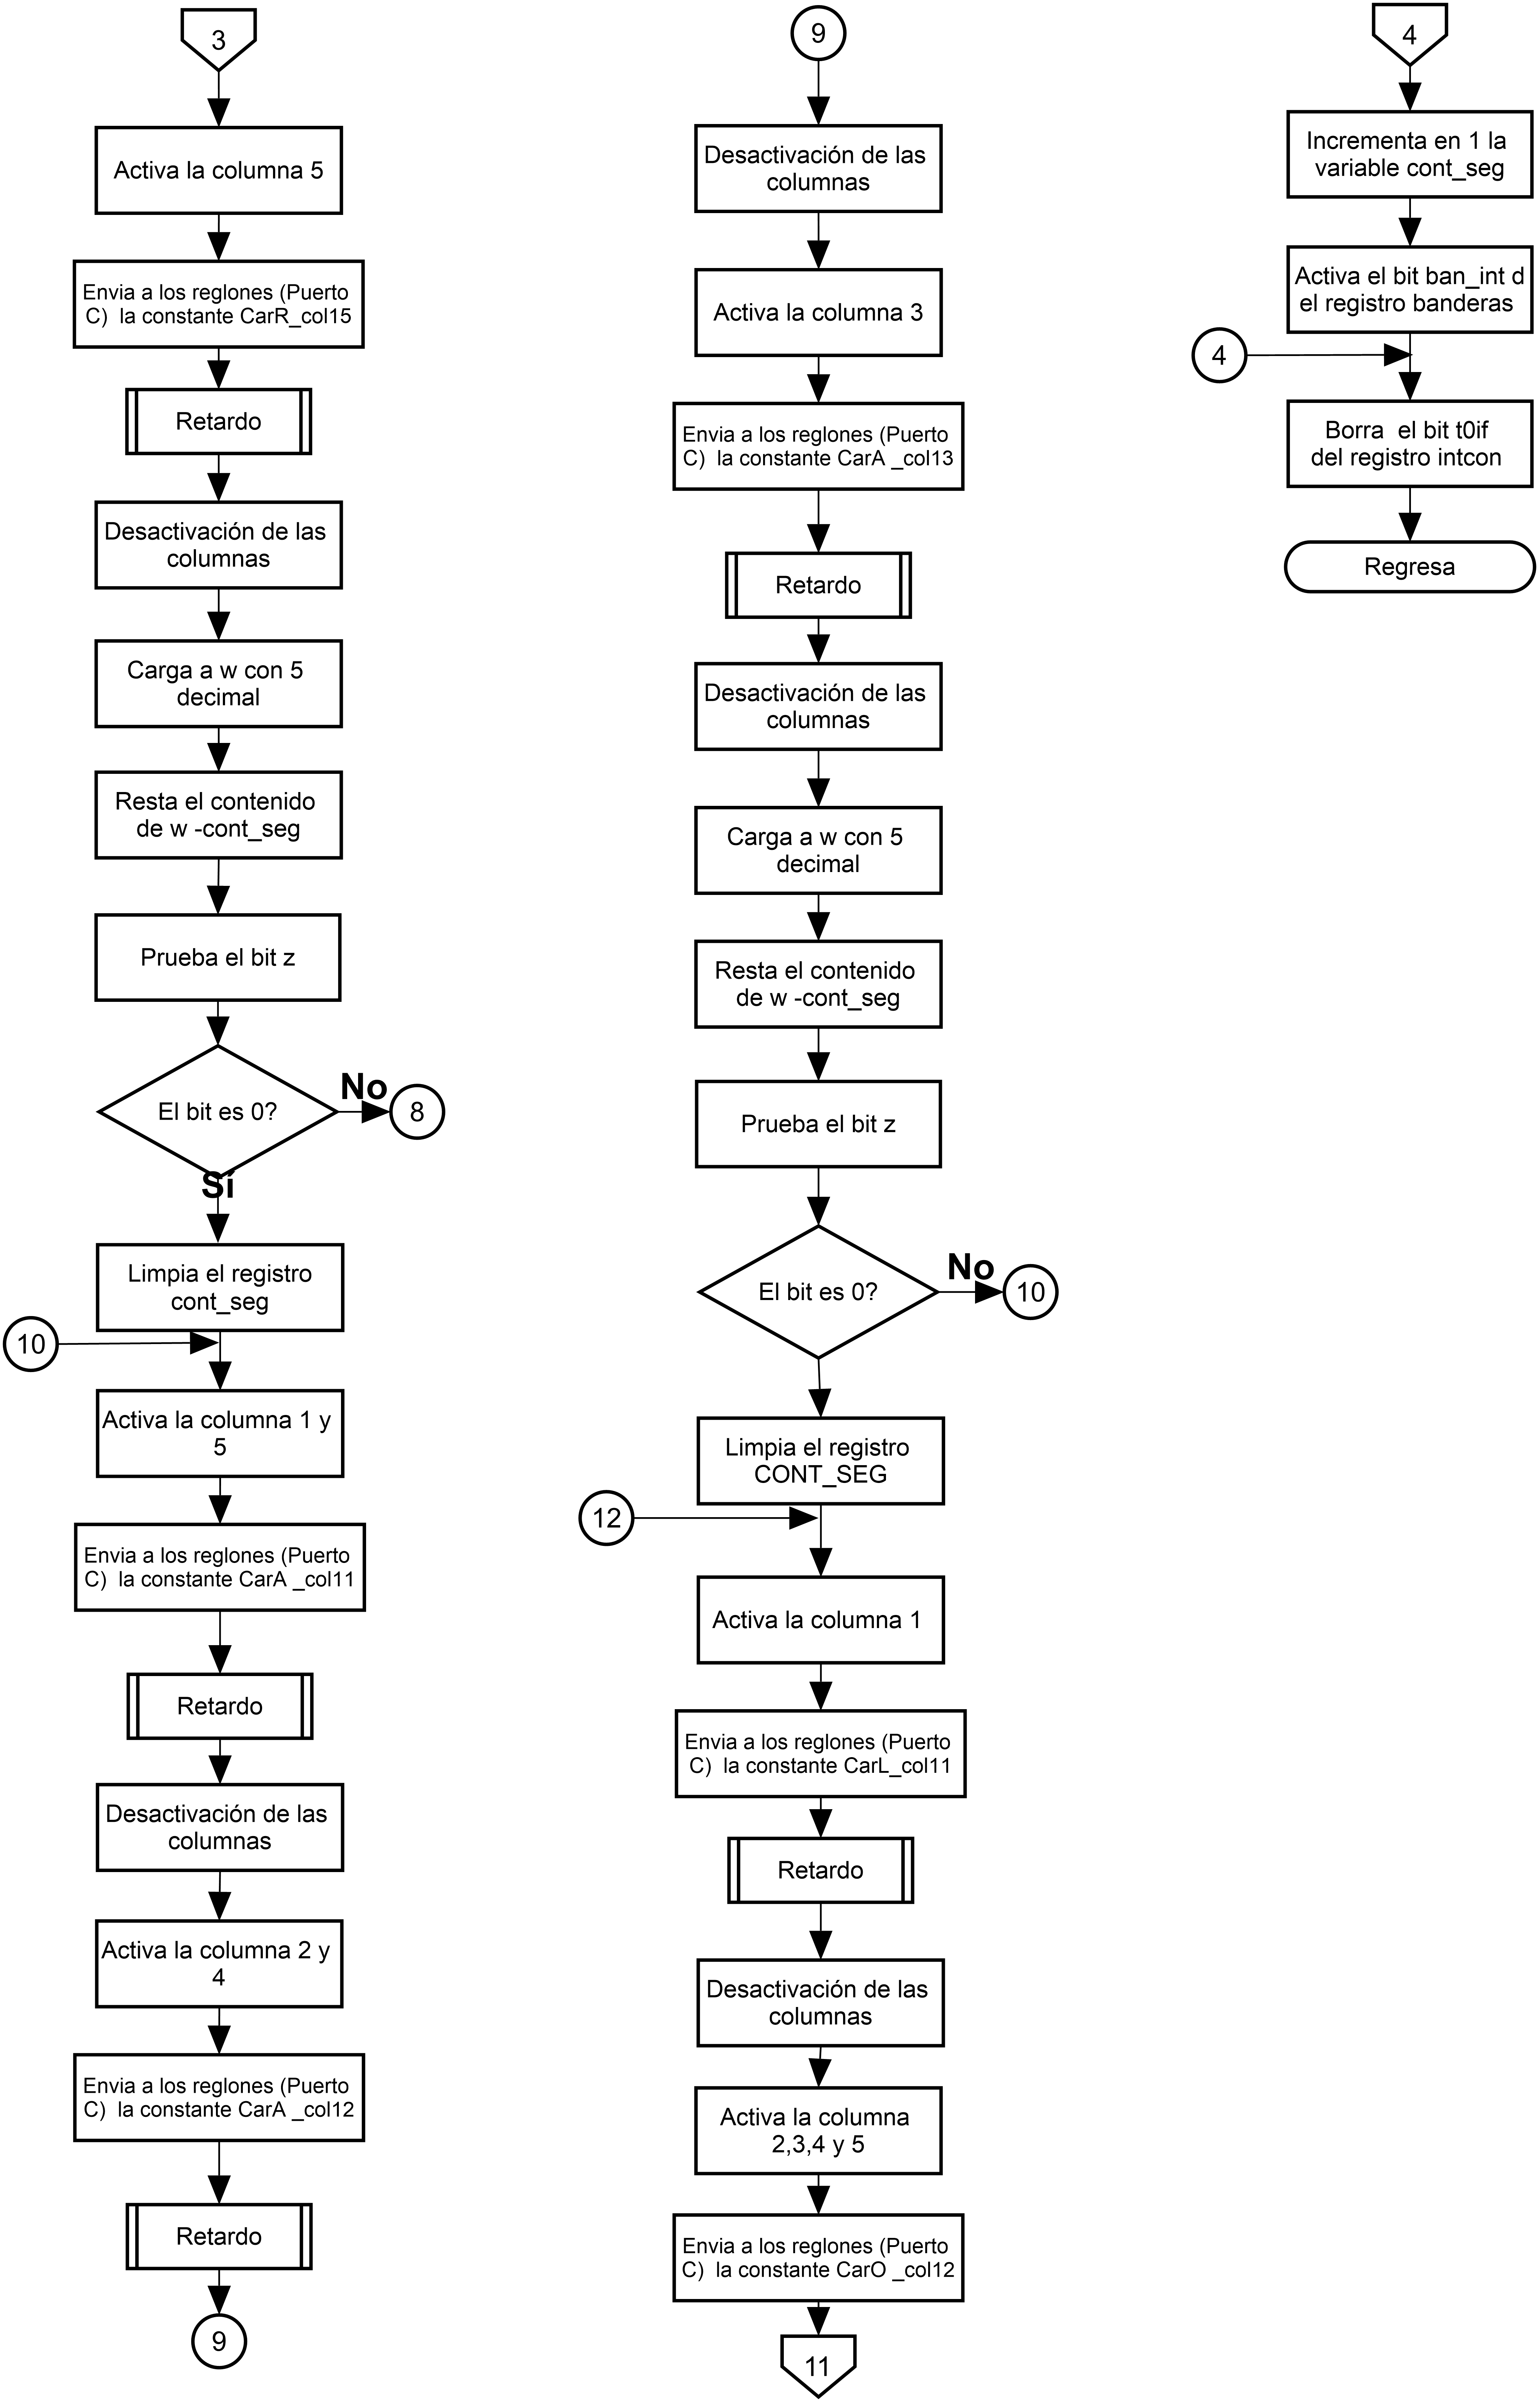 3
Activa la columna 5
Envia a los reglones (Puerto
C) la constante CarR_col15
Retardo
Desactivación de las
columnas
Carga a w con 5
decimal
Resta el contenido
de w -cont_seg
Prueba el bit z
El bit es 0?
No
8
Sí
Limpia el registro
cont_seg
10
Activa la columna 1 y
5
Envia a los reglones (Puerto
C) la constante CarA _col11
Retardo
Desactivación de las
columnas
Activa la columna 2 y
4
Envia a los reglones (Puerto
C) la constante CarA _col12
Retardo
9
9
Desactivación de las
columnas
Activa la columna 3
Envia a los reglones (Puerto
C) la constante CarA _col13
Retardo
Desactivación de las
columnas
Carga a w con 5
decimal
Resta el contenido
de w -cont_seg
Prueba el bit z
El bit es 0?
No
10
Limpia el registro
CONT_SEG
12
Activa la columna 1
Envia a los reglones (Puerto
C) la constante CarL_col11
Retardo
Desactivación de las
columnas
Activa la columna
2,3,4 y 5
Envia a los reglones (Puerto
C) la constante CarO _col12
11
4
Incrementa en 1 la
variable cont_seg
Activa el bit ban_int d
el registro banderas
4
Borra el bit t0if
del registro intcon
Regresa